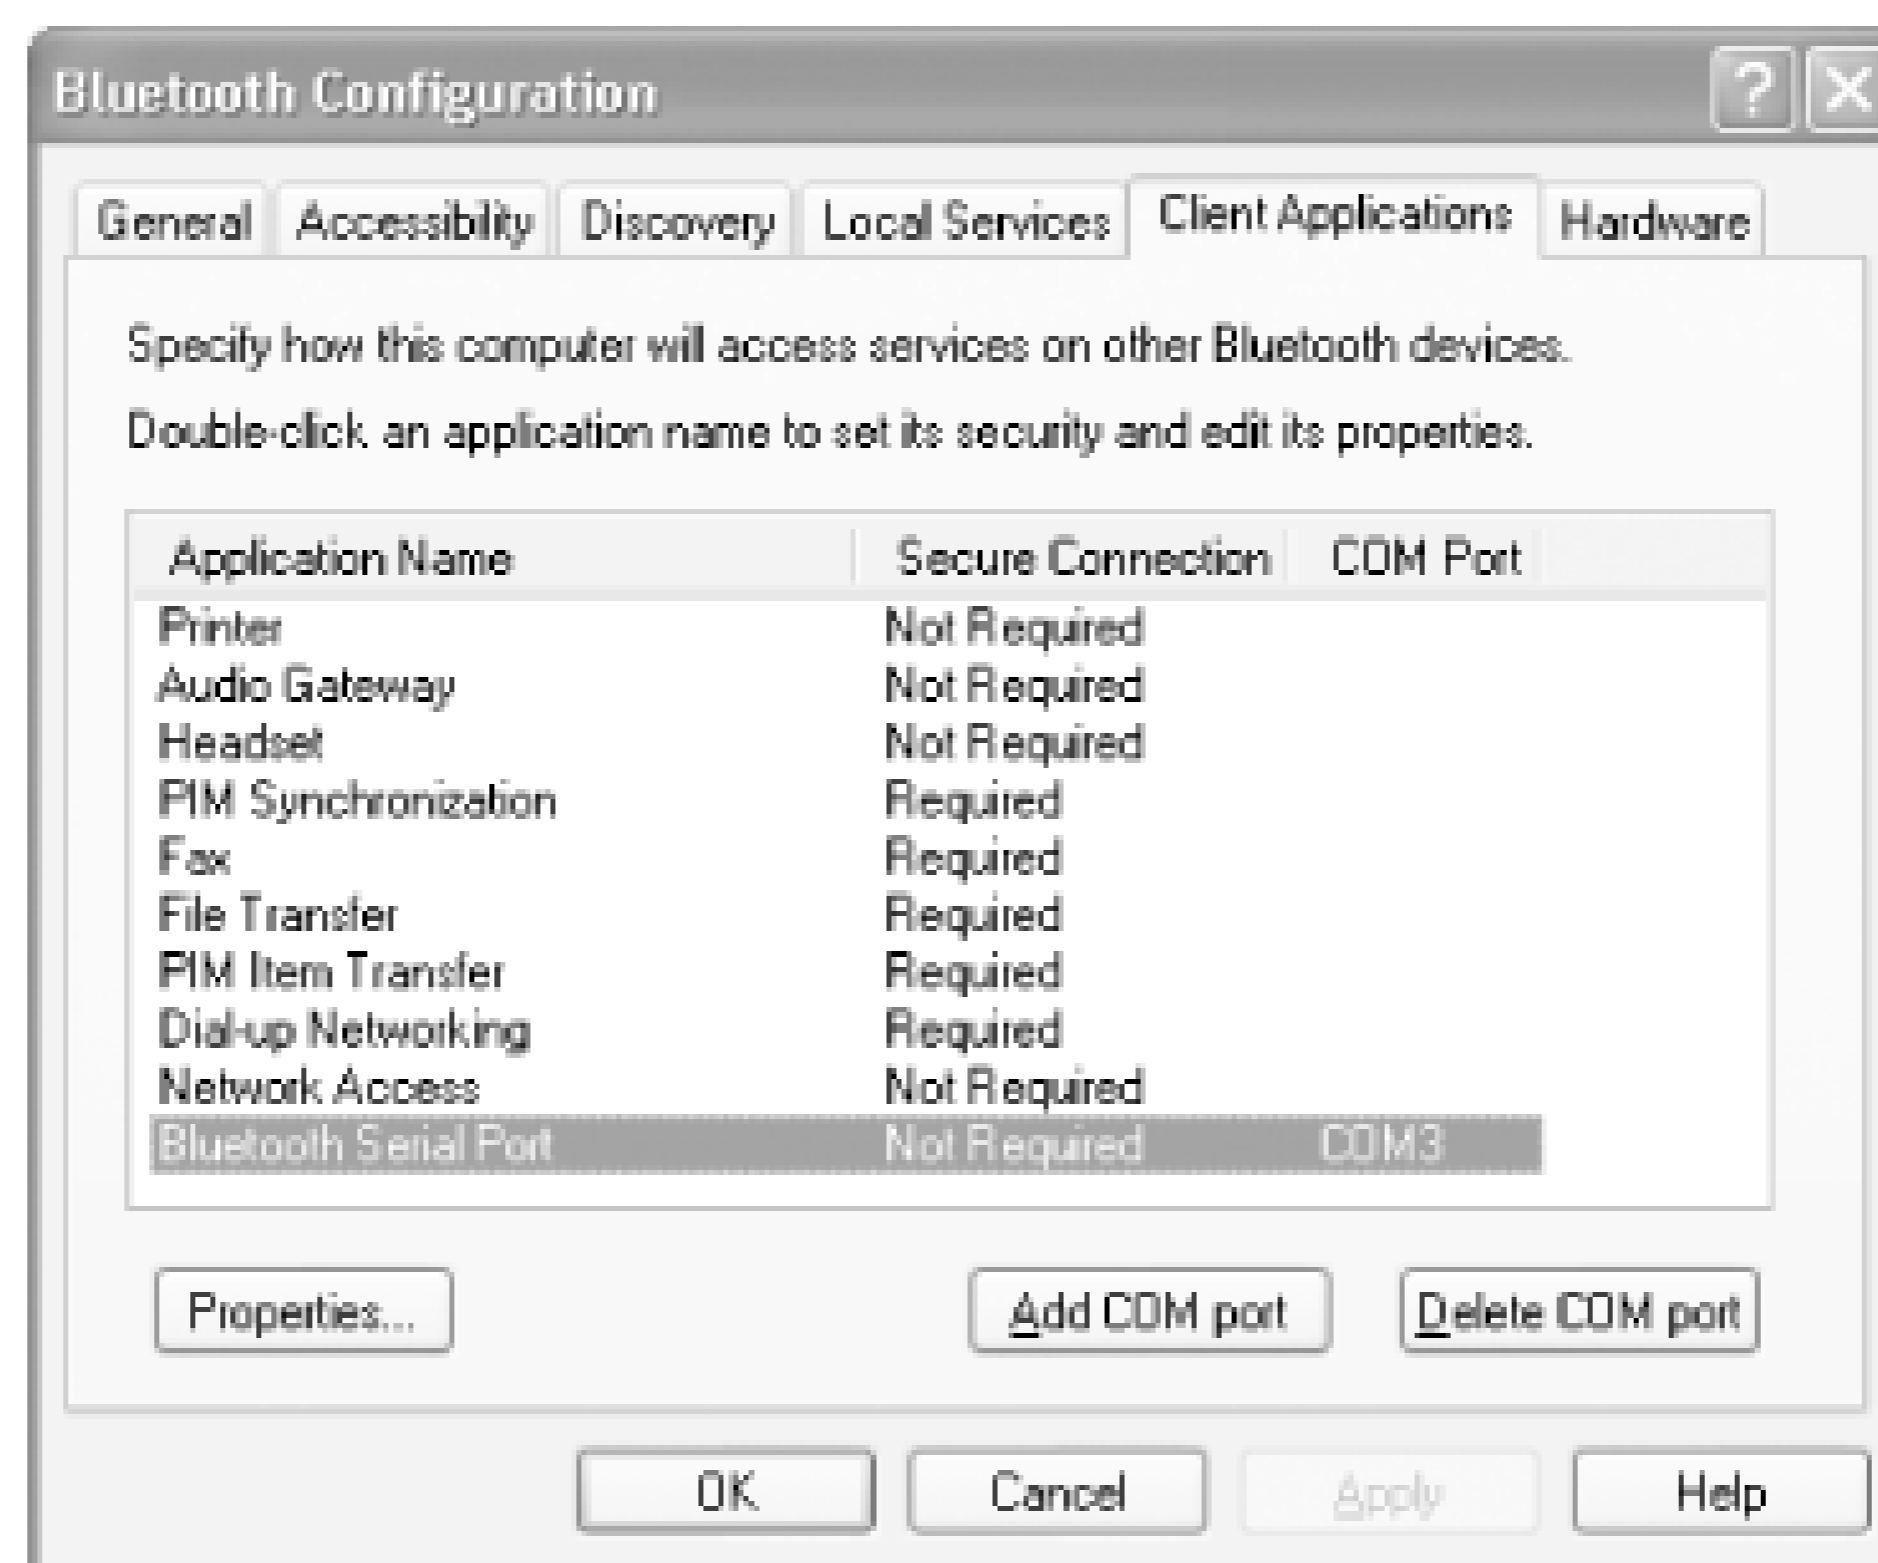 Bluetooth Configuration
General Accessibility Discovery Local Services Client Applications Hardware
Specify how this computer will access services on other Bluetooth devices.
Double-click an application name to set its security and edit its properties.
Application Name Secure Connection COM Port
Printer Not Required
Audio Gateway Not Required
Headset Not Required
PIM Synchronization Required
Fax Required
File Transfer Required
PIM Item Transfer Required
Dial-up Networking Required
Network Access Not Required
Bluetooth Serial Port Not Required COM3
Properties... Add COM port Delete COM port
OK Cancel Apply Help